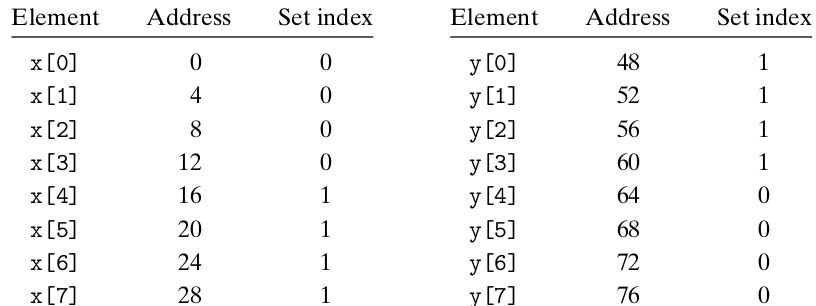 Element Address Set index Element Address Set index
x[0] 0 0 y[0] 48 1
x[1] 4 0 y[1] 52 1
x[2] 8 0 y[2] 56 1
x[3] 12 0 y[3] 60 1
x[4] 16 1 y[4] 64 0
x[5] 20 1 y[5] 68 0
x[6] 24 1 y[6] 72 0
x[7] 28 1 y[7] 76 0